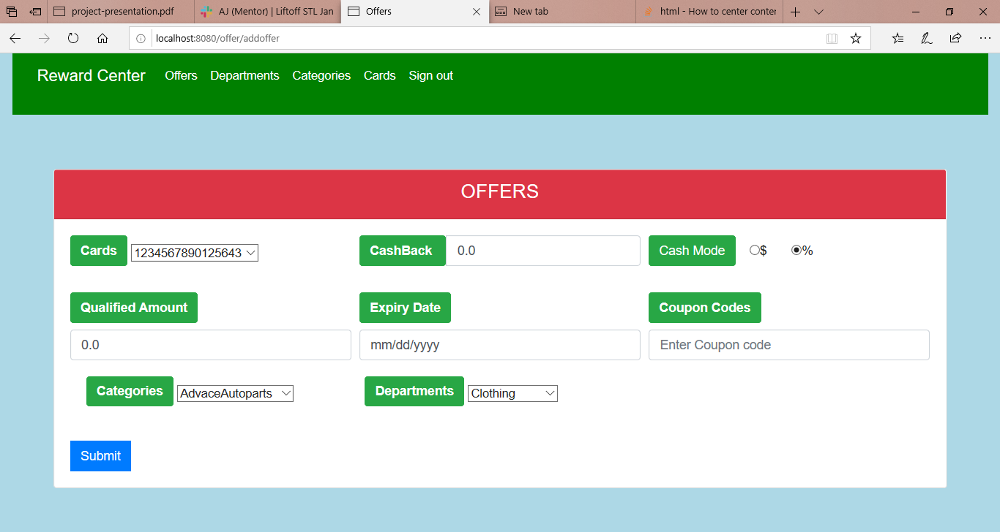 project-presentation.pdf AJ (Mentor) | Liftoff STL Jan Offers New tab html - How to center conter
localhost:8080/offer/addoffer
Reward Center Offers Departments Categories Cards Sign out
OFFERS
Cards 1234567890125643 CashBack 0.0 Cash Mode $ %
Qualified Amount Expiry Date Coupon Codes
0.0 mm/dd/yyyy Enter Coupon code
Categories AdvaceAutoparts Departments Clothing
Submit